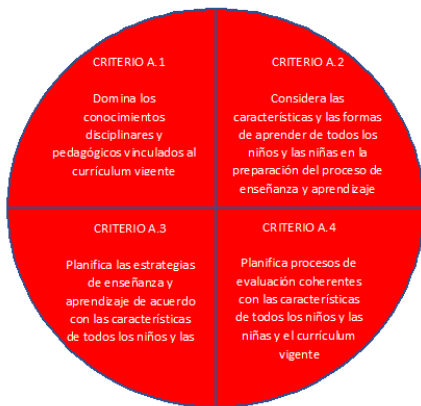 CRITERIO A.1
Domina los
conocimientos
disciplinares y
pedagógicos vinculados al
currículum vigente
CRITERIO A.2
Considera las
características y las formas
de aprender de todos los
niños y las niñas en la
preparación del proceso de
enseñanza y aprendizaje
CRITERIO A.3
Planifica las estrategias
de enseñanza y
aprendizaje de acuerdo
con las características
de todos los niños y las
CRITERIO A.4
Planifica procesos de
evaluación coherentes
con las características
de todos los niños y las
niñas y el currículum
vigente